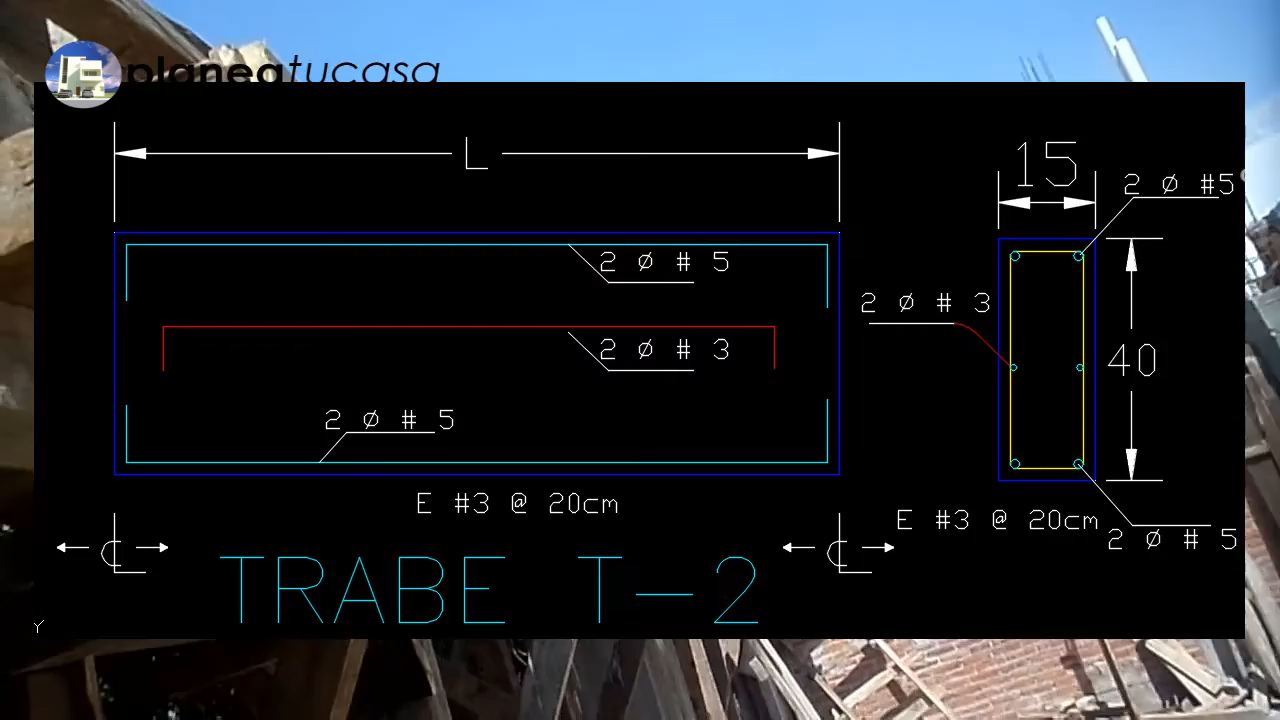 planeatucasa
L
15
2 ø #5
2 ø # 5
2 ø # 3
2 ø # 3
40
2 ø # 5
E #3 @ 20cm
E #3 @ 20cm
2 ø # 5
℄
℄
TRABE T-2
Y